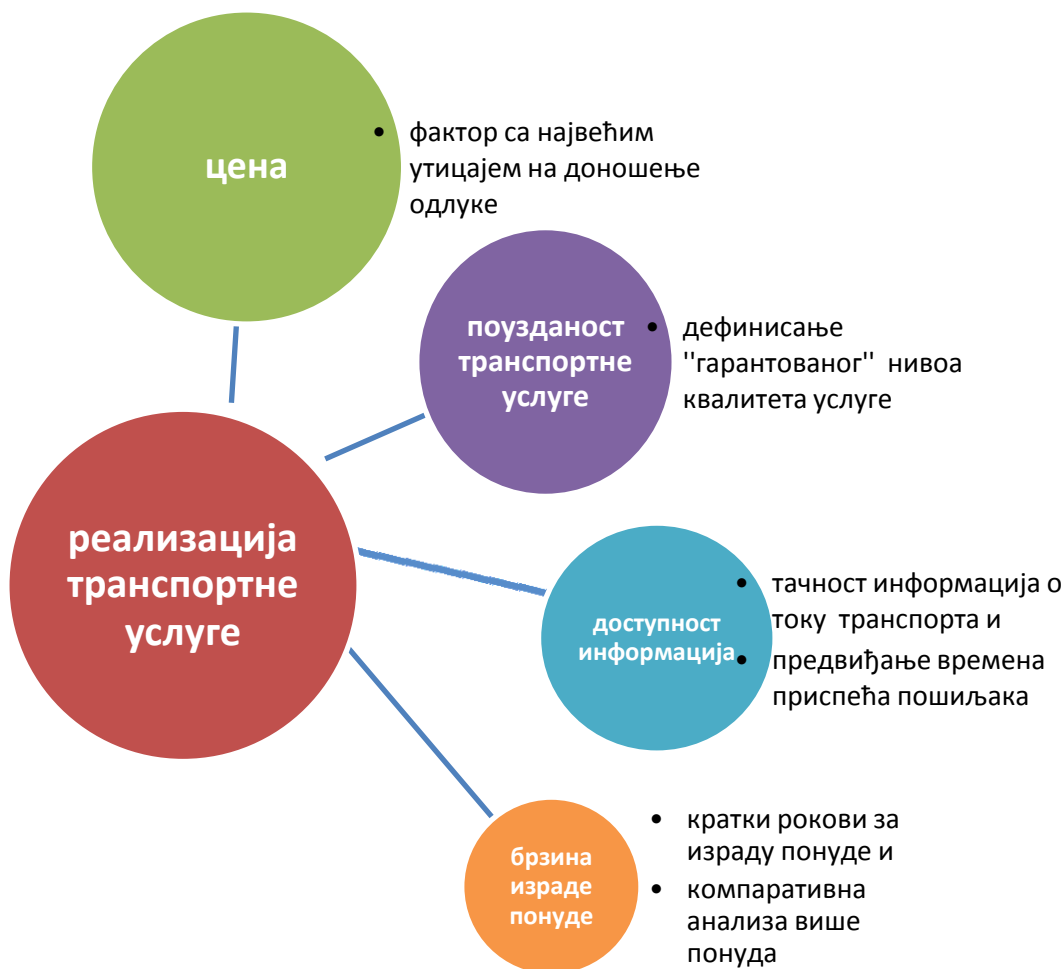 цена
• фактор са највећим
утицајем на доношење
одлуке
поузданост
транспортне
услуге
• дефинисање
"гарантованог" нивоа
квалитета услуге
реализација
транспортне
услуге
доступност
информација
• тачност информација о
току транспорта и
• предвиђање времена
приспећа пошиљака
брзина
израде
понуде
• кратки рокови за
израду понуде и
• компаративна
анализа више
понуда